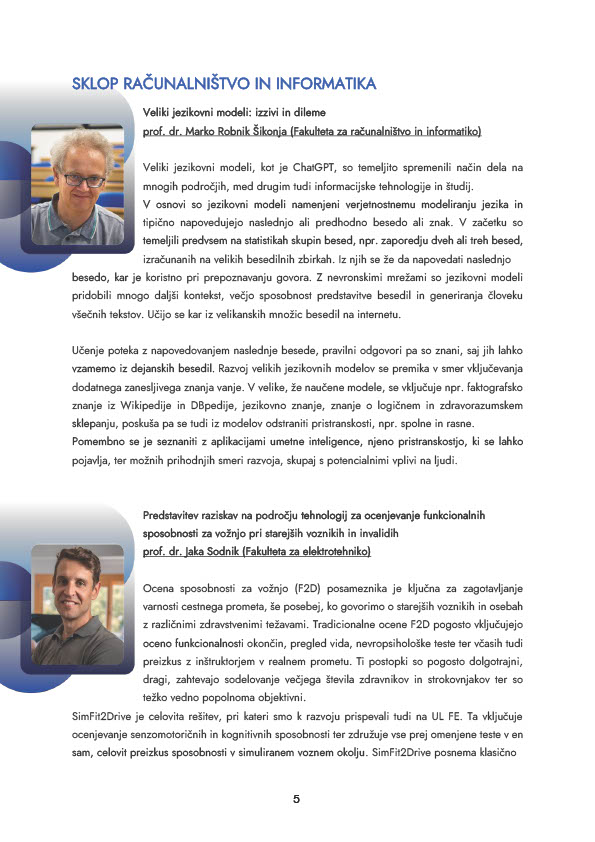 SKLOP RAČUNALNIŠTVO IN INFORMATIKA
Veliki jezikovni modeli: izzivi in dileme
prof. dr. Marko Robnik Šikonja (Fakulteta za računalništvo in informatiko)
Veliki jezikovni modeli, kot je ChatGPT, so temeljito spremenili način dela na
mnogih področjih, med drugim tudi informacijske tehnologije in študij.
V osnovi so jezikovni modeli namenjeni verjetnostnemu modeliranju jezika in
tipično napovedujejo naslednjo ali predhodno besedo ali znak. V začetku so
temeljili predvsem na statistikah skupin besed, npr. zaporedju dveh ali treh besed,
izračunanih na velikih besedilnih zbirkah. Iz njih se že da napovedati naslednjo
besedo, kar je koristno pri prepoznavanju govora. Z nevronskimi mrežami so jezikovni modeli
pridobili mnogo daljši kontekst, večjo sposobnost predstavitve besedil in generiranja človeku
všečnih tekstov. Učijo se kar iz velikanskih množic besedil na internetu.
Učenje poteka z napovedovanjem naslednje besede, pravilni odgovori pa so znani, saj jih lahko
vzamemo iz dejanskih besedil. Razvoj velikih jezikovnih modelov se premika v smer vključevanja
dodatnega zanesljivega znanja vanje. V velike, že naučene modele, se vključuje npr. faktografsko
znanje iz Wikipedije in DBpedije, jezikovno znanje, znanje o logičnem in zdravorazumskem
sklepanju, poskuša pa se tudi iz modelov odstraniti pristranskosti, npr. spolne in rasne.
Pomembno se je seznaniti z aplikacijami umetne inteligence, njeno pristranskostjo, ki se lahko
pojavlja, ter možnih prihodnjih smeri razvoja, skupaj s potencialnimi vplivi na ljudi.
Predstavitev raziskav na področju tehnologij za ocenjevanje funkcionalnih
sposobnosti za vožnjo pri starejših voznikih in invalidih
prof. dr. Jaka Sodnik (Fakulteta za elektrotehniko)
Ocena sposobnosti za vožnjo (F2D) posameznika je ključna za zagotavljanje
varnosti cestnega prometa, še posebej, ko govorimo o starejših voznikih in osebah
z različnimi zdravstvenimi težavami. Tradicionalne ocene F2D pogosto vključujejo
oceno funkcionalnosti okončin, pregled vida, nevropsihološke teste ter včasih tudi
preizkus z inštruktorjem v realnem prometu. Ti postopki so pogosto dolgotrajni,
dragi, zahtevajo sodelovanje večjega števila zdravnikov in strokovnjakov ter so
težko vedno popolnoma objektivni.
SimFit2Drive je celovita rešitev, pri kateri smo k razvoju prispevali tudi na UL FE. Ta vključuje
ocenjevanje senzomotoričnih in kognitivnih sposobnosti ter združuje vse prej omenjene teste v en
sam, celovit preizkus sposobnosti v simuliranem voznem okolju. SimFit2Drive posnema klasično
5